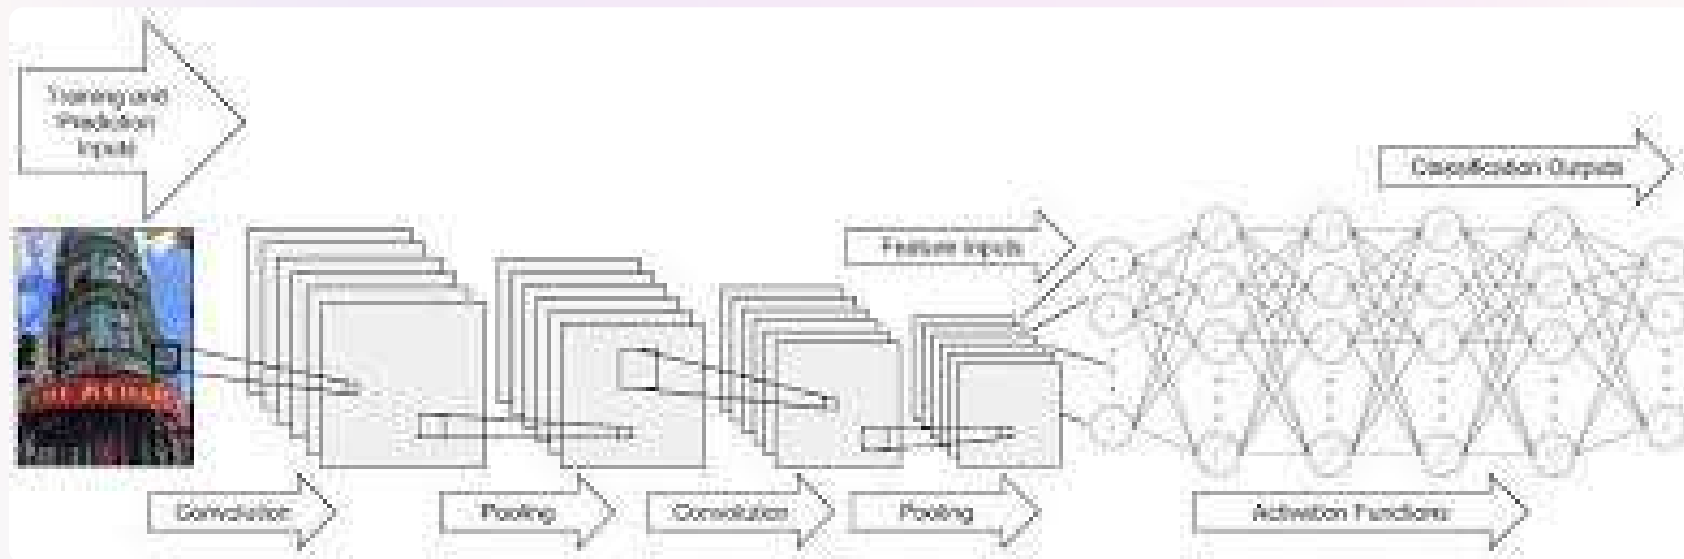 Training and
Prediction
Inputs
Classification Outputs
Feature Inputs
Convolution
Pooling
Convolution
Pooling
Activation Functions